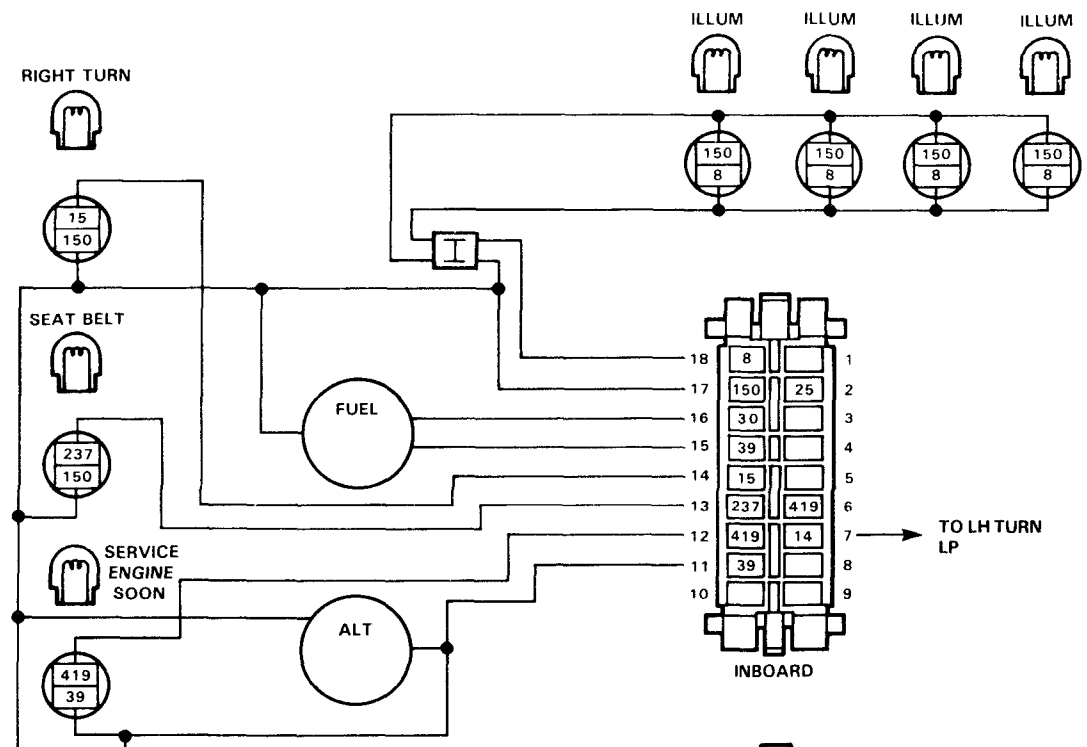 ILLUM ILLUM ILLUM ILLUM
RIGHT TURN
150 150 150 150
8 8 8 8
15
150
I
SEAT BELT
FUEL
18 8 1
17 150 25 2
16 30 3
15 39 4
14 15 5
13 237 419 6
12 419 14 7
11 39 8
10 9
TO LH TURN
LP
237
150
SERVICE
ENGINE
SOON
ALT
INBOARD
419
39